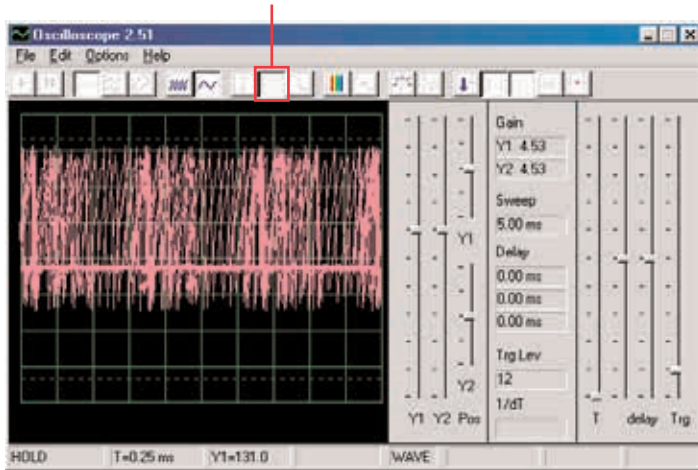 Oscilloscope 2.51
File Edit Options Help
Gain
Y1 4.53
Y2 4.53
Sweep
5.00 ms
Delay
0.00 ms
0.00 ms
0.00 ms
Trg Lev
12
1/dT
Y1
Y2
Y1 Y2 Pos
T delay Trg
HOLD T=0.25 ms Y1=131.0 WAVE